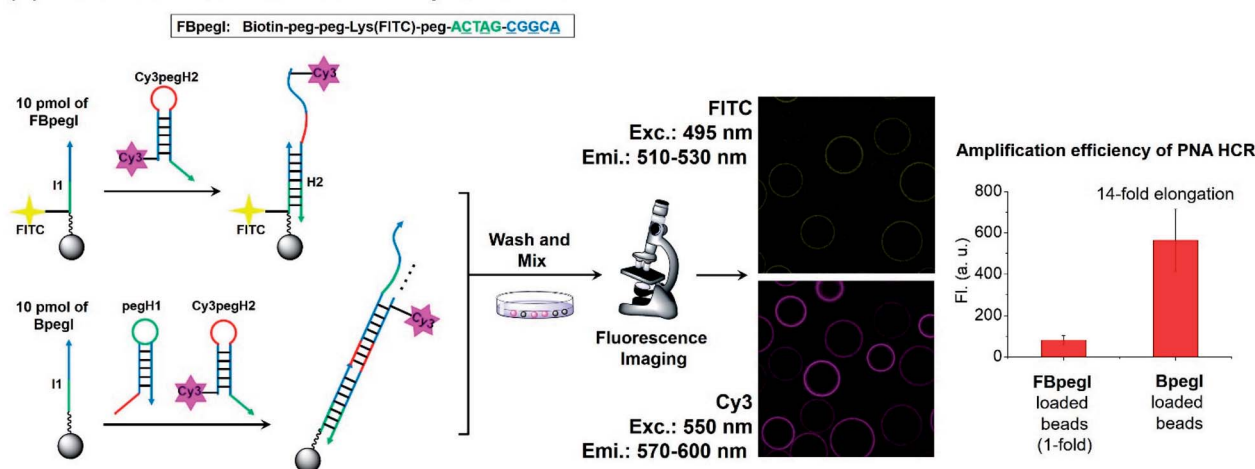 FBpegI: Biotin-peg-peg-Lys(FITC)-peg-ACTAG-CGGCA
10 pmol of
FBpegI
Cy3pegH2
Cy3
I1
FITC
Cy3
H2
FITC
10 pmol of
BpegI
pegH1
Cy3pegH2
I1
Cy3
Cy3
Wash and
Mix
Fluorescence
Imaging
FITC
Exc.: 495 nm
Emi.: 510-530 nm
Cy3
Exc.: 550 nm
Emi.: 570-600 nm
Amplification efficiency of PNA HCR
14-fold elongation
Fl. (a. u.)
800
600
400
200
0
FBpegI
loaded
beads
(1-fold)
BpegI
loaded
beads